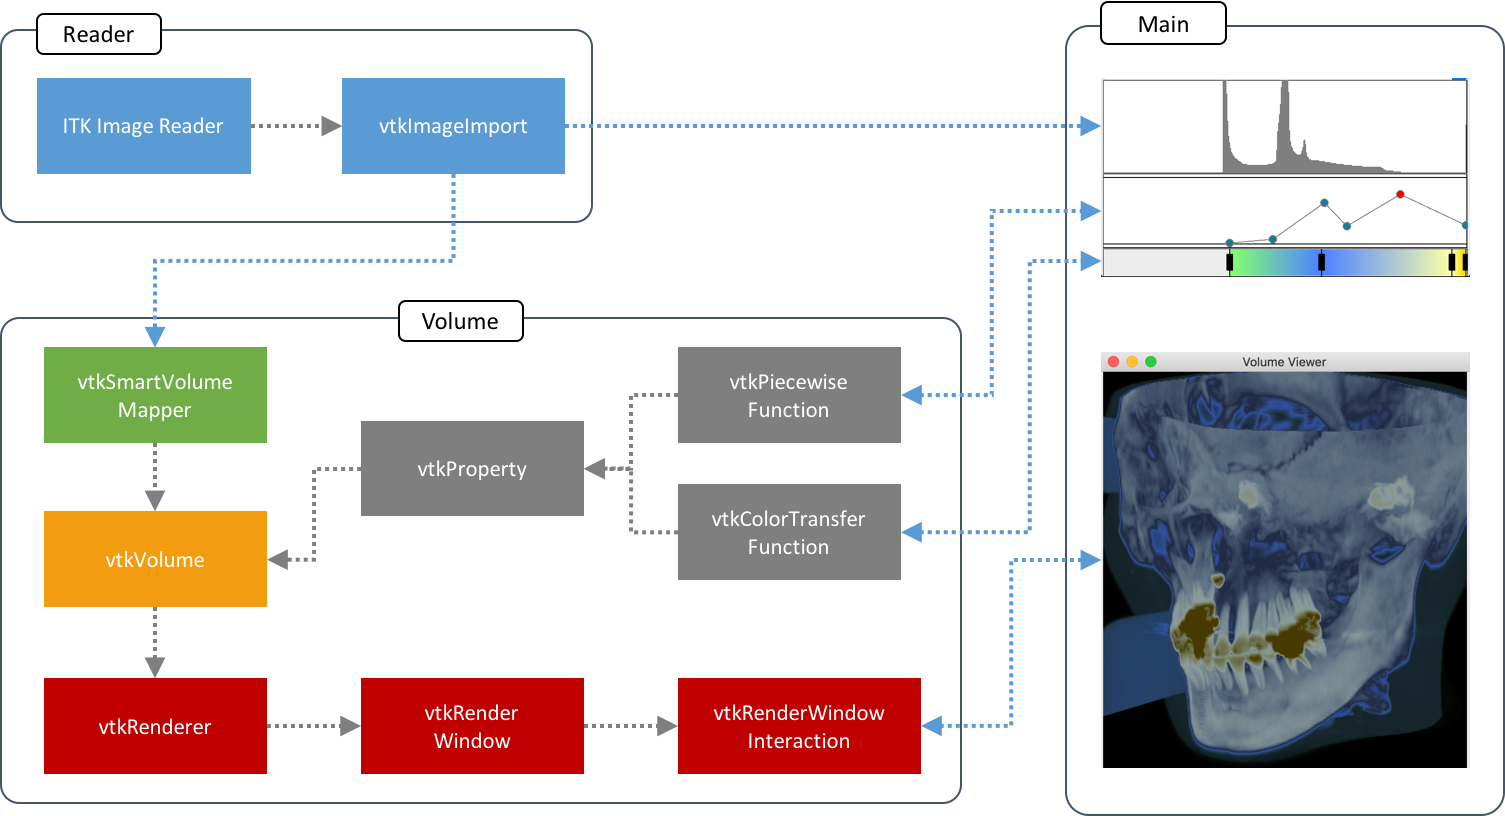 Reader
Main
ITK Image Reader
vtkImageImport
Volume
vtkSmartVolume
Mapper
vtkPiecewise
Function
Volume Viewer
vtkProperty
vtkColorTransfer
Function
vtkVolume
vtkRenderer
vtkRender
Window
vtkRenderWindow
Interaction